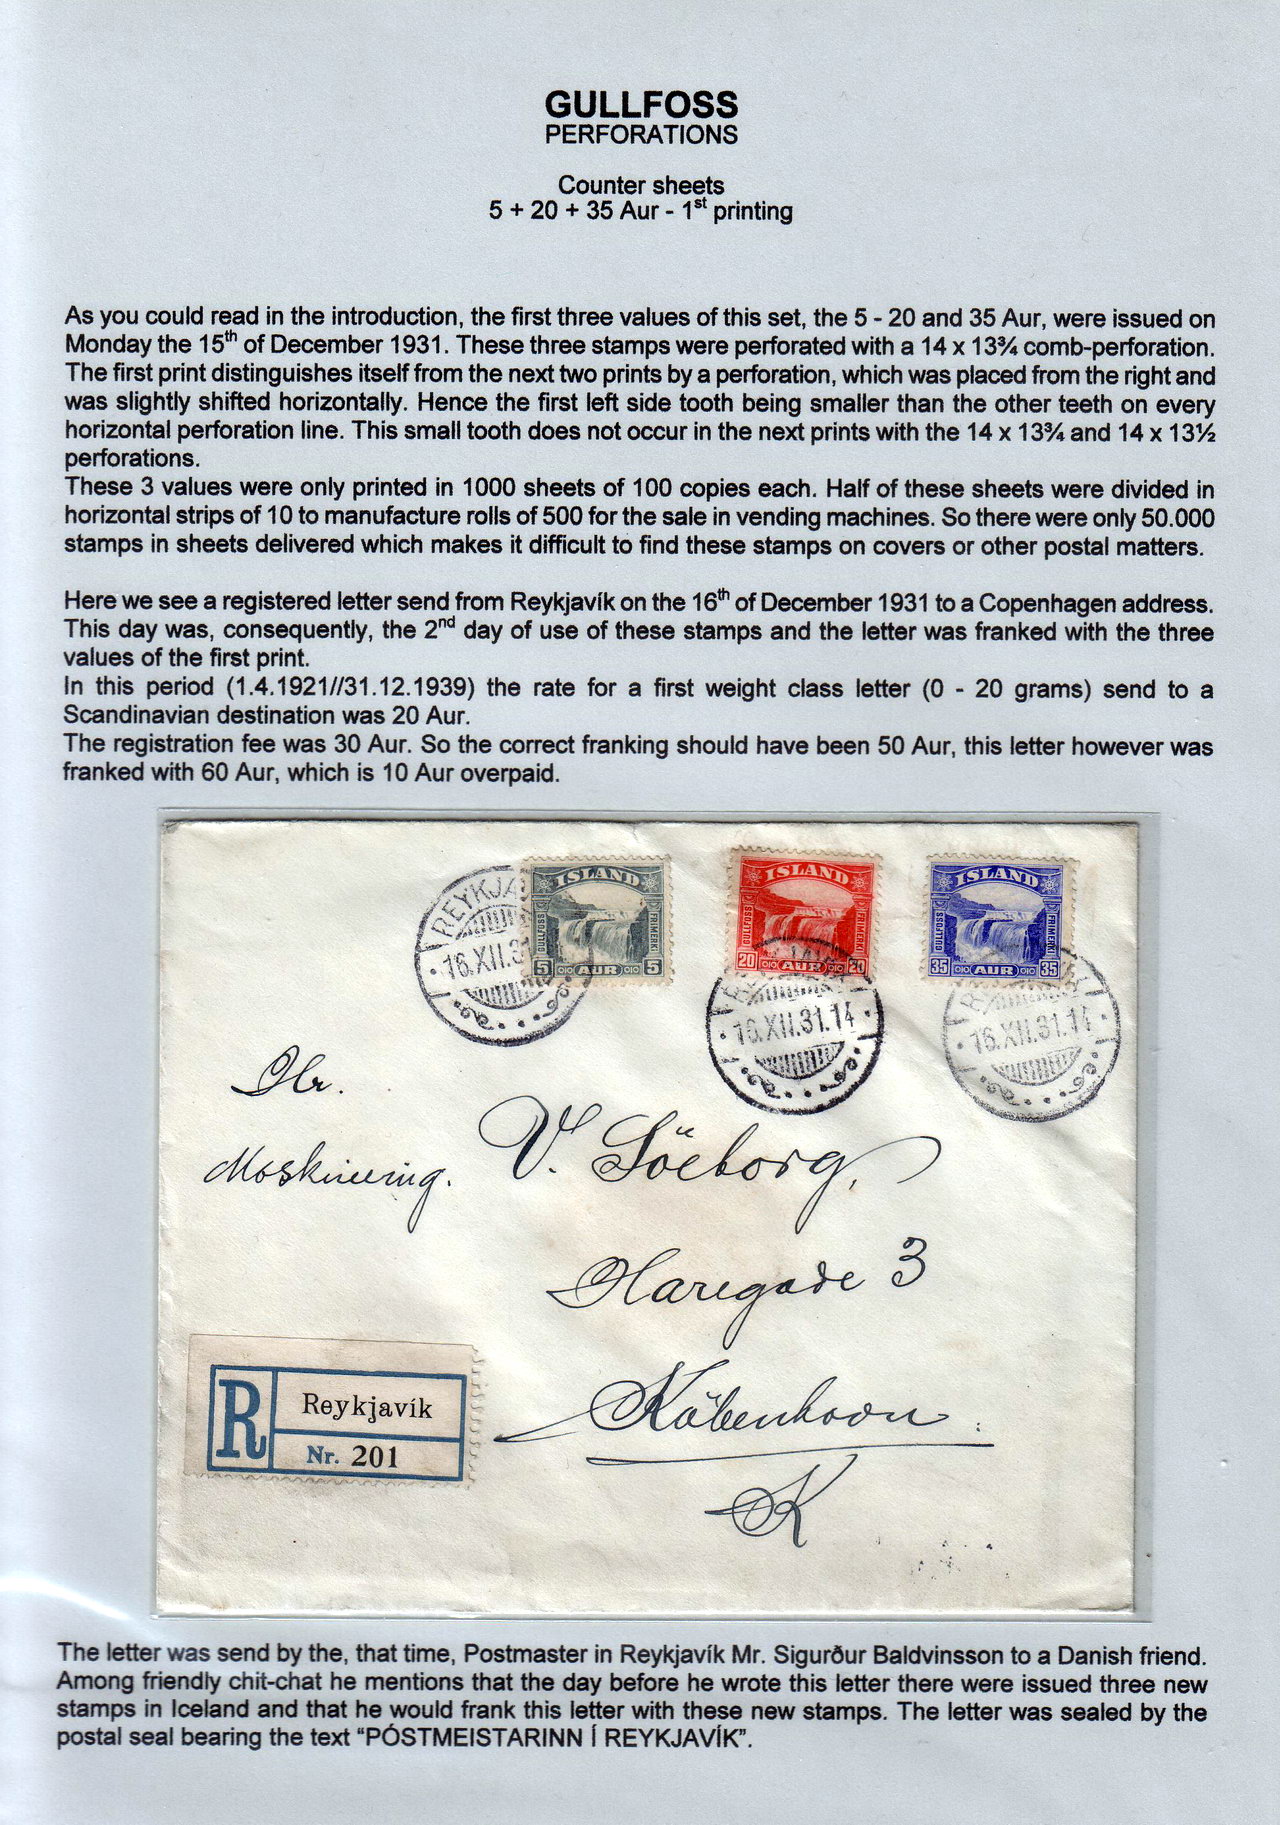 GULLFOSS
PERFORATIONS
Counter sheets
5 + 20 + 35 Aur - 1st printing
As you could read in the introduction, the first three values of this set, the 5 - 20 and 35 Aur, were issued on
Monday the 15th of December 1931. These three stamps were perforated with a 14 x 13¾ comb-perforation.
The first print distinguishes itself from the next two prints by a perforation, which was placed from the right and
was slightly shifted horizontally. Hence the first left side tooth being smaller than the other teeth on every
horizontal perforation line. This small tooth does not occur in the next prints with the 14 x 13¾ and 14 x 13½
perforations.
These 3 values were only printed in 1000 sheets of 100 copies each. Half of these sheets were divided in
horizontal strips of 10 to manufacture rolls of 500 for the sale in vending machines. So there were only 50.000
stamps in sheets delivered which makes it difficult to find these stamps on covers or other postal matters.
Here we see a registered letter send from Reykjavík on the 16th of December 1931 to a Copenhagen address.
This day was, consequently, the 2nd day of use of these stamps and the letter was franked with the three
values of the first print.
In this period (1.4.1921//31.12.1939) the rate for a first weight class letter (0 - 20 grams) send to a
Scandinavian destination was 20 Aur.
The registration fee was 30 Aur. So the correct franking should have been 50 Aur, this letter however was
franked with 60 Aur, which is 10 Aur overpaid.
ÍSLAND
GULLFOSS FRÍMERKI
5 AUR 5
ÍSLAND
GULLFOSS FRÍMERKI
20 AUR 20
ÍSLAND
GULLFOSS FRÍMERKI
35 AUR 35
REYKJA
16.XII.31
16.XII.31.14
16.XII.31.14
Hr.
V. Söeborg,
Havegade 3
Köbenhavn
K
R Reykjavík
Nr. 201
The letter was send by the, that time, Postmaster in Reykjavík Mr. Sigurður Baldvinsson to a Danish friend.
Among friendly chit-chat he mentions that the day before he wrote this letter there were issued three new
stamps in Iceland and that he would frank this letter with these new stamps. The letter was sealed by the
postal seal bearing the text “PÓSTMEISTARINN Í REYKJAVÍK”.